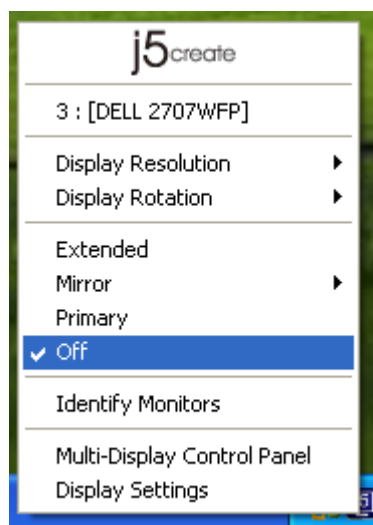 j5create
3 : [DELL 2707WFP]
Display Resolution
Display Rotation
Extended
Mirror
Primary
Off
Identify Monitors
Multi-Display Control Panel
Display Settings